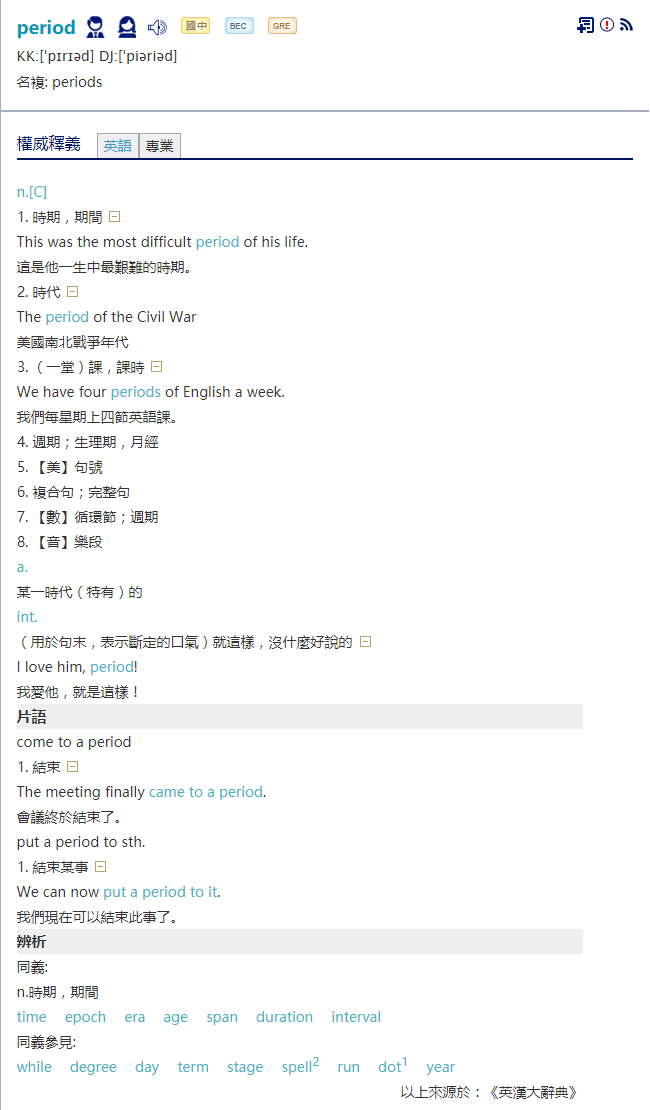 period 國中 BEC GRE
KK:[ˈpɪrɪəd] DJ:[ˈpiəriəd]
名複: periods
權威釋義 英語 專業
n.[C]
1. 時期，期間
This was the most difficult period of his life.
這是他一生中最艱難的時期。
2. 時代
The period of the Civil War
美國南北戰爭年代
3.（一堂）課，課時
We have four periods of English a week.
我們每星期上四節英語課。
4. 週期；生理期，月經
5. 【美】句號
6. 複合句；完整句
7. 【數】循環節；週期
8. 【音】樂段
a.
某一時代（特有）的
int.
（用於句末，表示斷定的口氣）就這樣，沒什麼好說的
I love him, period!
我愛他，就是這樣！
片語
come to a period
1. 結束
The meeting finally came to a period.
會議終於結束了。
put a period to sth.
1. 結束某事
We can now put a period to it.
我們現在可以結束此事了。
辨析
同義:
n.時期，期間
time epoch era age span duration interval
同義參見:
while degree day term stage spell2 run dot1 year
以上來源於：《英漢大辭典》